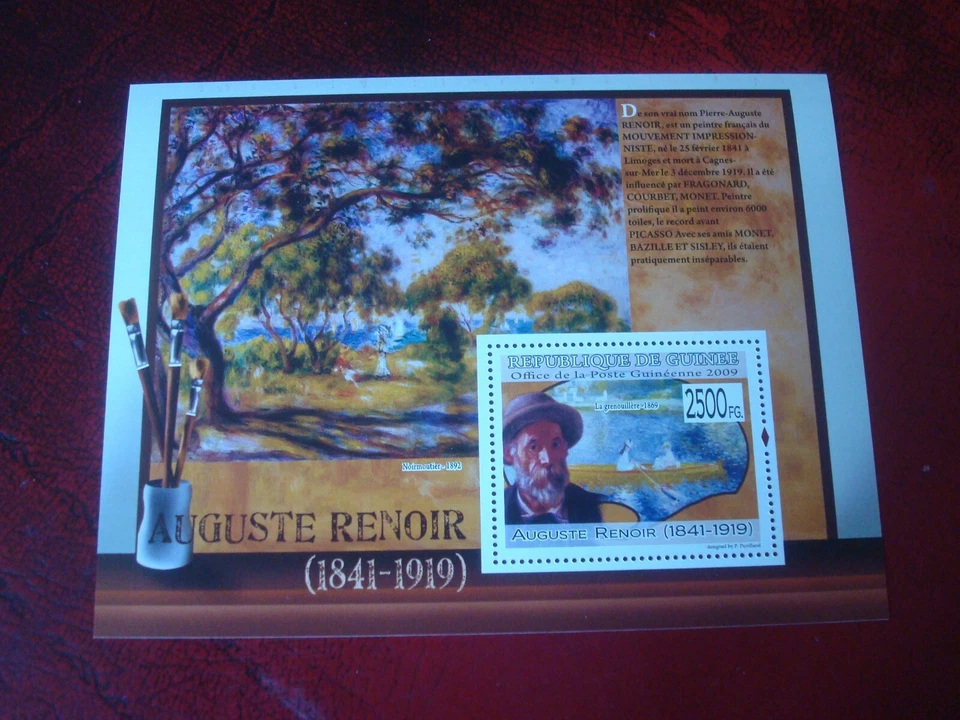 De son vrai nom Pierre-Auguste
RENOIR, est un peintre français du
MOUVEMENT IMPRESSION-
NISTE, né le 25 février 1841 à
Limoges et mort à Cagnes-
sur-Mer le 3 décembre 1919. Il a été
influencé par FRAGONARD,
COURBET, MONET. Peintre
prolifique il a peint environ 6000
toiles, le record avant
PICASSO Avec ses amis MONET,
BAZILLE ET SISLEY, ils étaient
pratiquement inséparables.
REPUBLIQUE DE GUINEE
Office de la Poste Guinéenne 2009
La grenouillère -1869
2500 FG.
AUGUSTE RENOIR (1841-1919)
designed by
Noirmoutier - 1892
AUGUSTE RENOIR
(1841-1919)